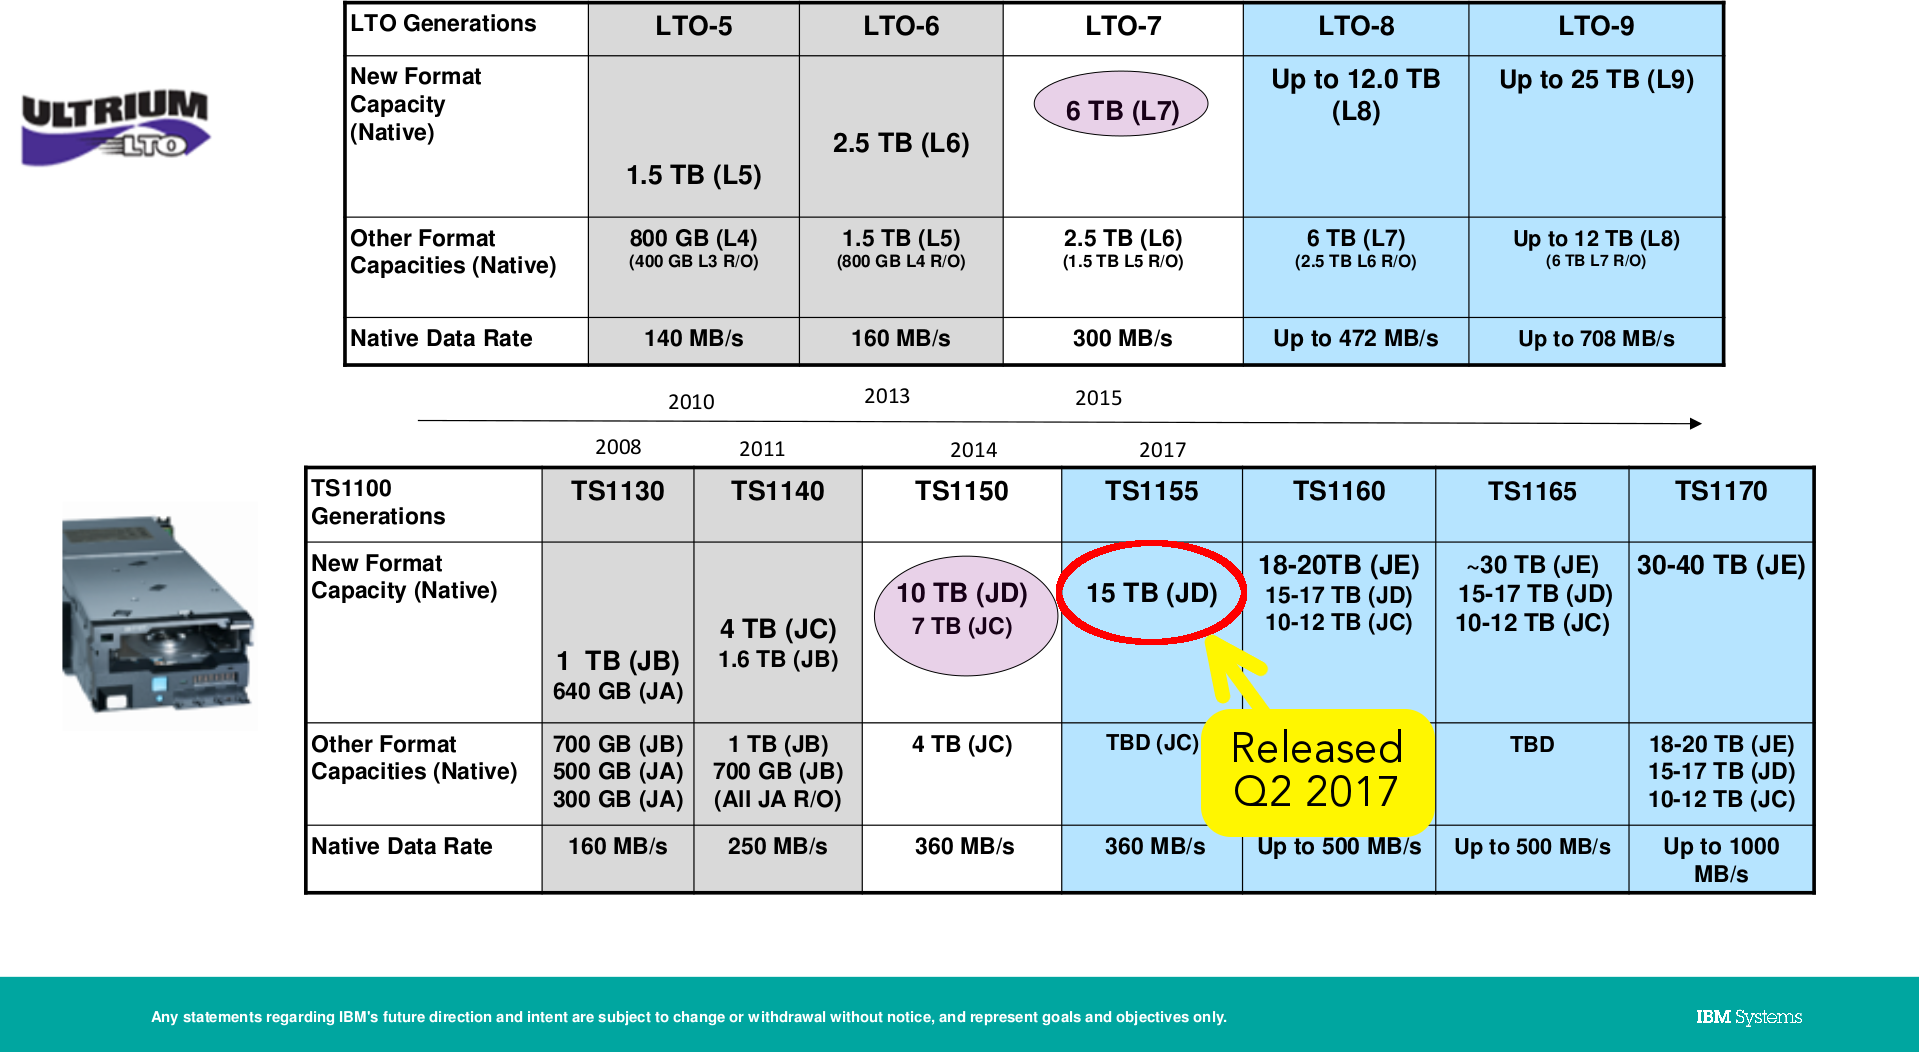 LTO Generations
LTO-5
LTO-6
LTO-7
LTO-8
LTO-9
New Format
Capacity
(Native)
1.5 TB (L5)
2.5 TB (L6)
6 TB (L7)
Up to 12.0 TB
(L8)
Up to 25 TB (L9)
ULTRIUM
LTO
Other Format
Capacities (Native)
800 GB (L4)
(400 GB L3 R/O)
1.5 TB (L5)
(800 GB L4 R/O)
2.5 TB (L6)
(1.5 TB L5 R/O)
6 TB (L7)
(2.5 TB L6 R/O)
Up to 12 TB (L8)
(6 TB L7 R/O)
Native Data Rate
140 MB/s
160 MB/s
300 MB/s
Up to 472 MB/s
Up to 708 MB/s
2010
2013
2015
2008
2011
2014
2017
TS1100
Generations
TS1130
TS1140
TS1150
TS1155
TS1160
TS1165
TS1170
New Format
Capacity (Native)
1 TB (JB)
640 GB (JA)
4 TB (JC)
1.6 TB (JB)
10 TB (JD)
7 TB (JC)
15 TB (JD)
18-20TB (JE)
15-17 TB (JD)
10-12 TB (JC)
~30 TB (JE)
15-17 TB (JD)
10-12 TB (JC)
30-40 TB (JE)
Other Format
Capacities (Native)
700 GB (JB)
500 GB (JA)
300 GB (JA)
1 TB (JB)
700 GB (JB)
(All JA R/O)
4 TB (JC)
TBD (JC)
Released
Q2 2017
TBD
18-20 TB (JE)
15-17 TB (JD)
10-12 TB (JC)
Native Data Rate
160 MB/s
250 MB/s
360 MB/s
360 MB/s
Up to 500 MB/s
Up to 500 MB/s
Up to 1000
MB/s
Any statements regarding IBM's future direction and intent are subject to change or withdrawal without notice, and represent goals and objectives only.
IBM Systems